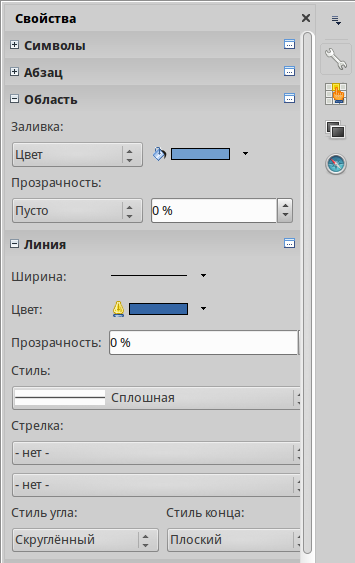 Свойства
Символы
Абзац
Область
Заливка:
Цвет
Прозрачность:
Пусто 0 %
Линия
Ширина:
Цвет:
Прозрачность: 0 %
Стиль:
Сплошная
Стрелка:
- нет -
- нет -
Стиль угла: Стиль конца:
Скруглённый Плоский